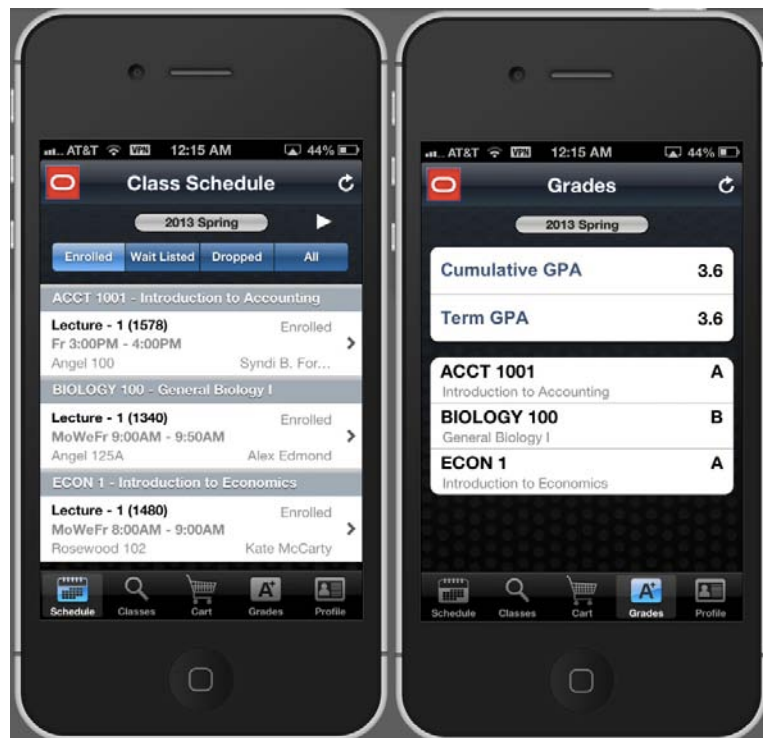 AT&T VPN 12:15 AM 44%
Class Schedule
2013 Spring
Enrolled Wait Listed Dropped All
ACCT 1001 - Introduction to Accounting
Lecture - 1 (1578) Enrolled
Fr 3:00PM - 4:00PM
Angel 100 Syndi B. For...
BIOLOGY 100 - General Biology I
Lecture - 1 (1340) Enrolled
MoWeFr 9:00AM - 9:50AM
Angel 125A Alex Edmond
ECON 1 - Introduction to Economics
Lecture - 1 (1480) Enrolled
MoWeFr 8:00AM - 9:00AM
Rosewood 102 Kate McCarty
Schedule Classes Cart Grades Profile
AT&T VPN 12:15 AM 44%
Grades
2013 Spring
Cumulative GPA 3.6
Term GPA 3.6
ACCT 1001 A
Introduction to Accounting
BIOLOGY 100 B
General Biology I
ECON 1 A
Introduction to Economics
A+
Schedule Classes Cart Grades Profile